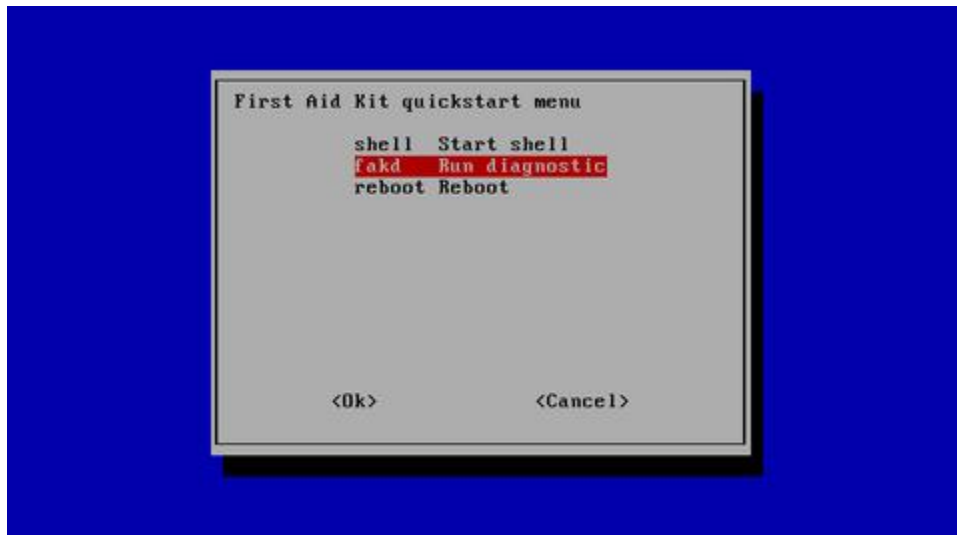 First Aid Kit quickstart menu
shell Start shell
fakd Run diagnostic
reboot Reboot
<Ok> <Cancel>